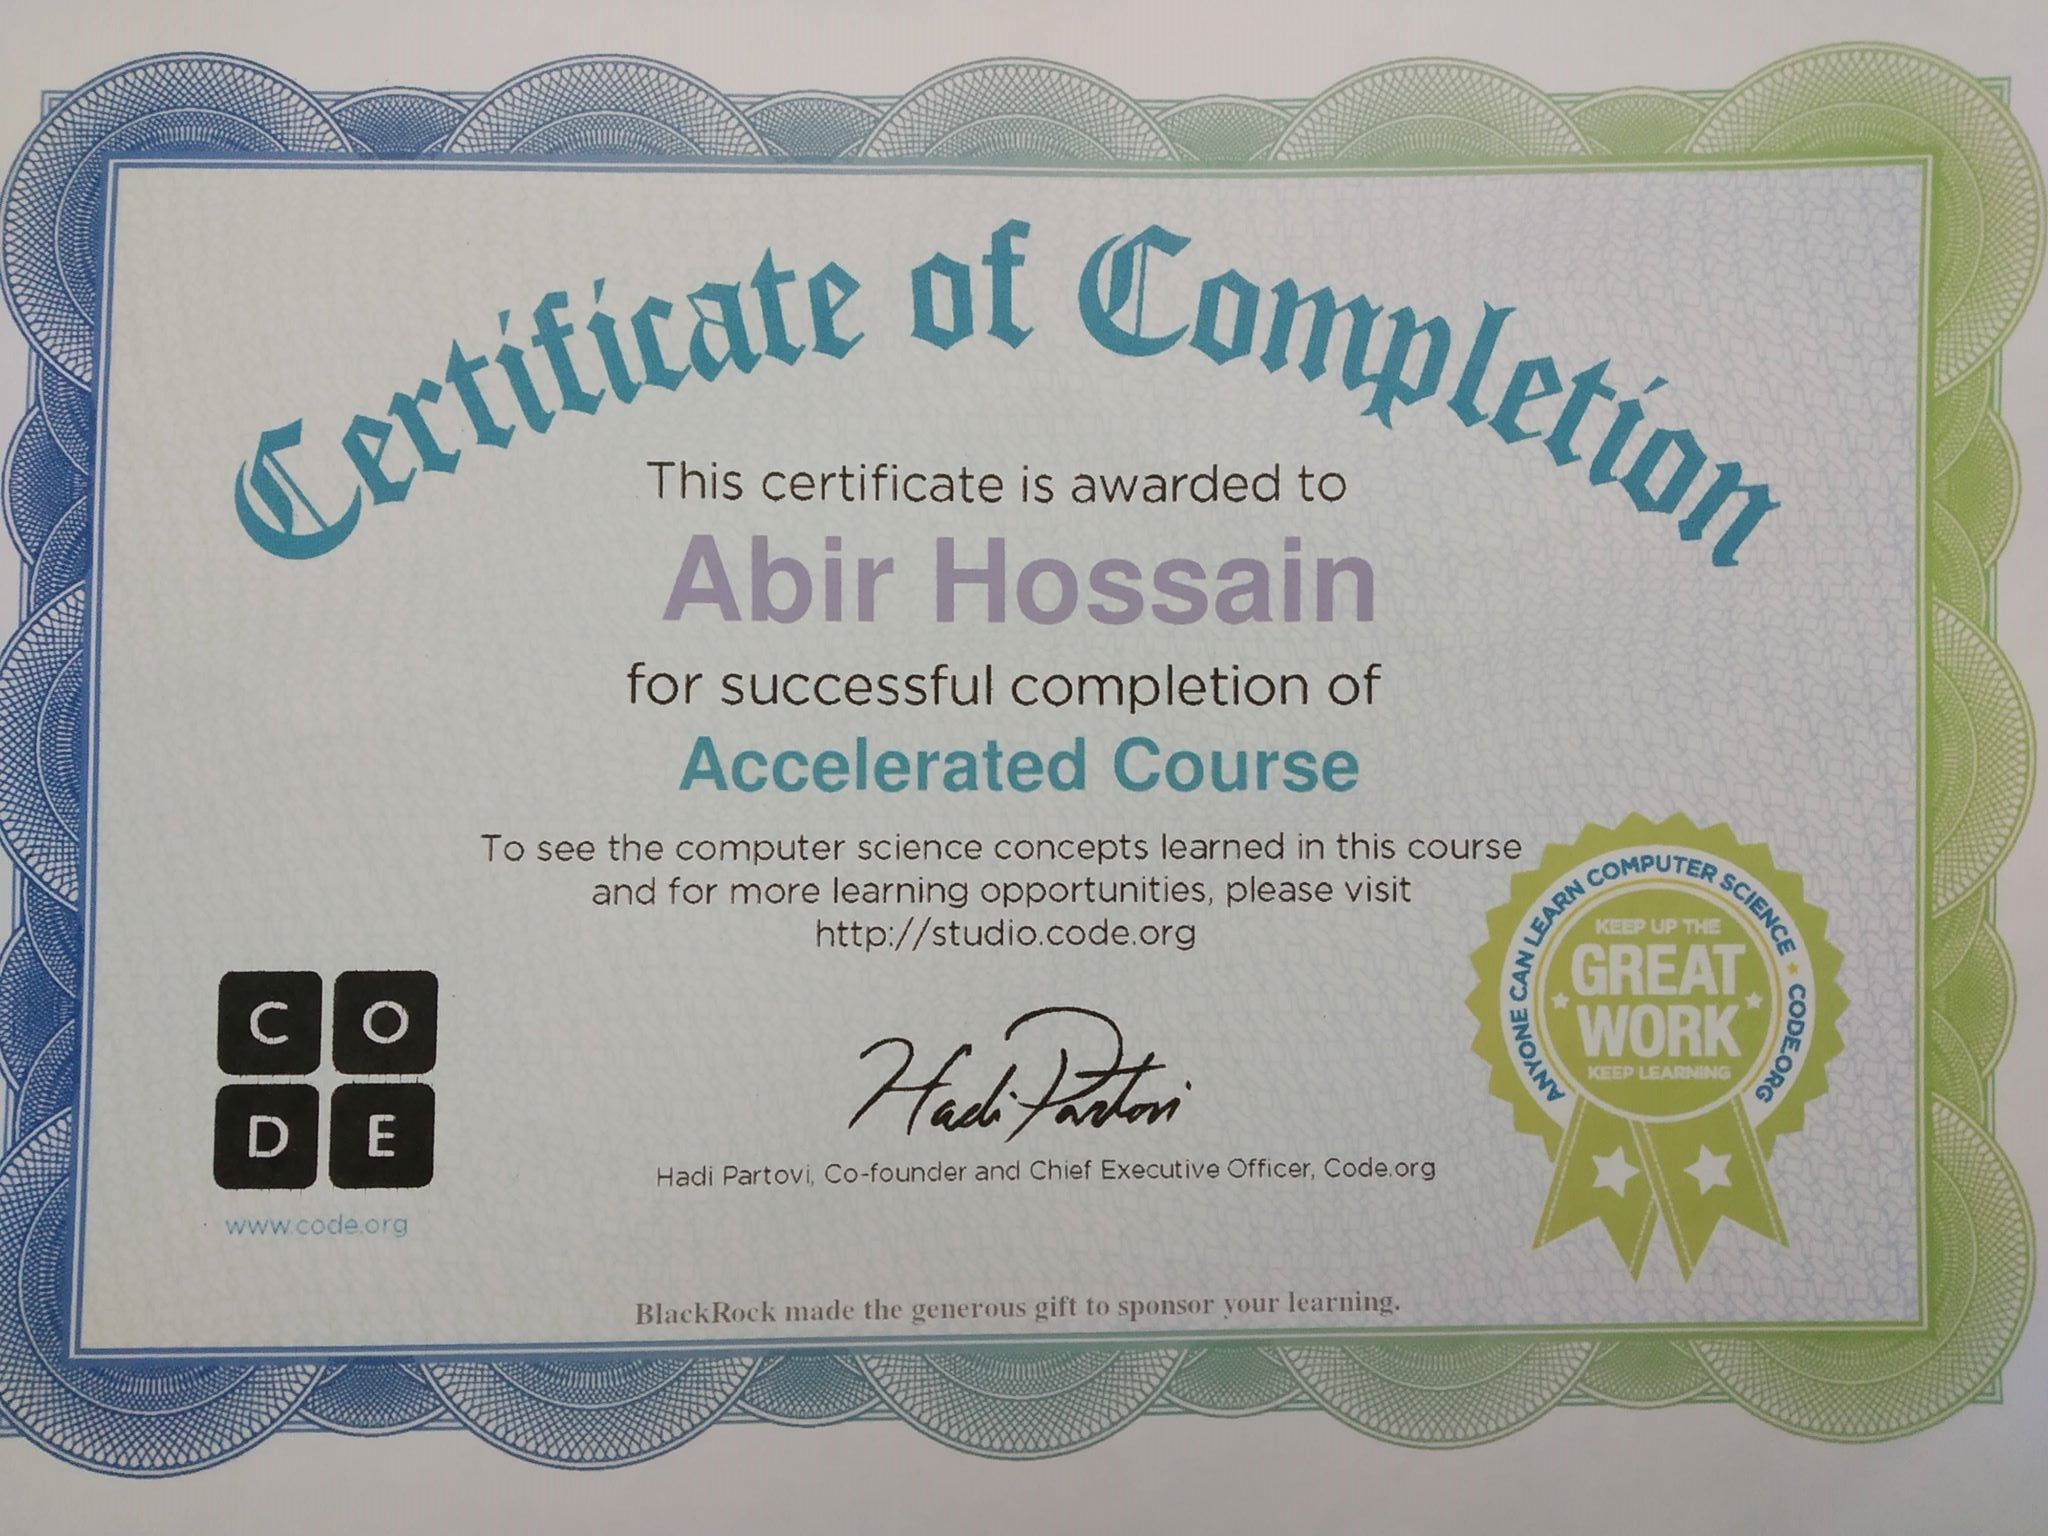 Certificate of Completion
This certificate is awarded to
Abir Hossain
for successful completion of
Accelerated Course
To see the computer science concepts learned in this course
and for more learning opportunities, please visit
http://studio.code.org
C O
D E
www.code.org
Hadi Partovi
Hadi Partovi, Co-founder and Chief Executive Officer, Code.org
ANYONE CAN LEARN COMPUTER SCIENCE ★ CODE.ORG
KEEP UP THE
GREAT
WORK
KEEP LEARNING
BlackRock made the generous gift to sponsor your learning.